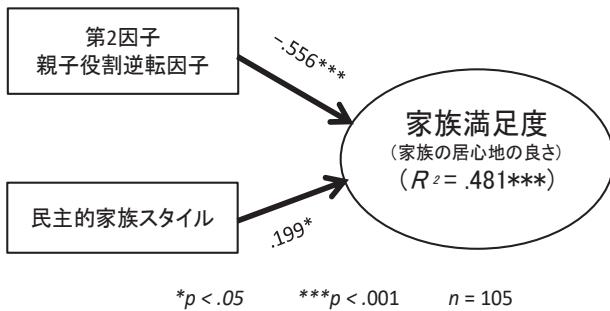 第2因子
親子役割逆転因子
−.556***
家族満足度
(家族の居心地の良さ)
(R² = .481***)
民主的家族スタイル
.199*
*p < .05 ***p < .001 n = 105